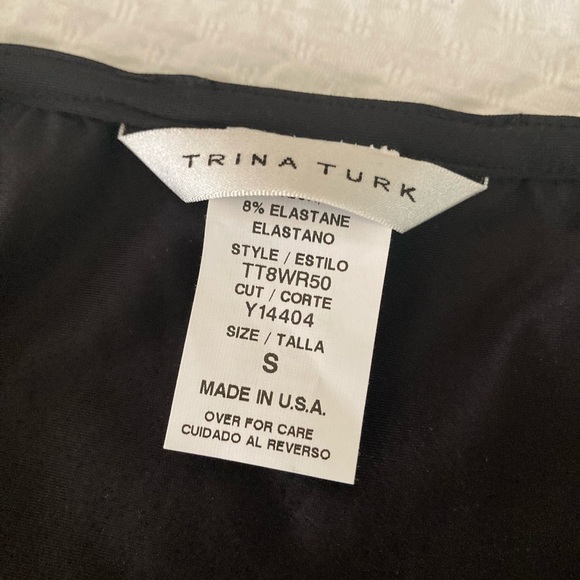 TRINA TURK
8% ELASTANE
ELASTANO
STYLE / ESTILO
TT8WR50
CUT / CORTE
Y14404
SIZE / TALLA
S
MADE IN U.S.A.
OVER FOR CARE
CUIDADO AL REVERSO